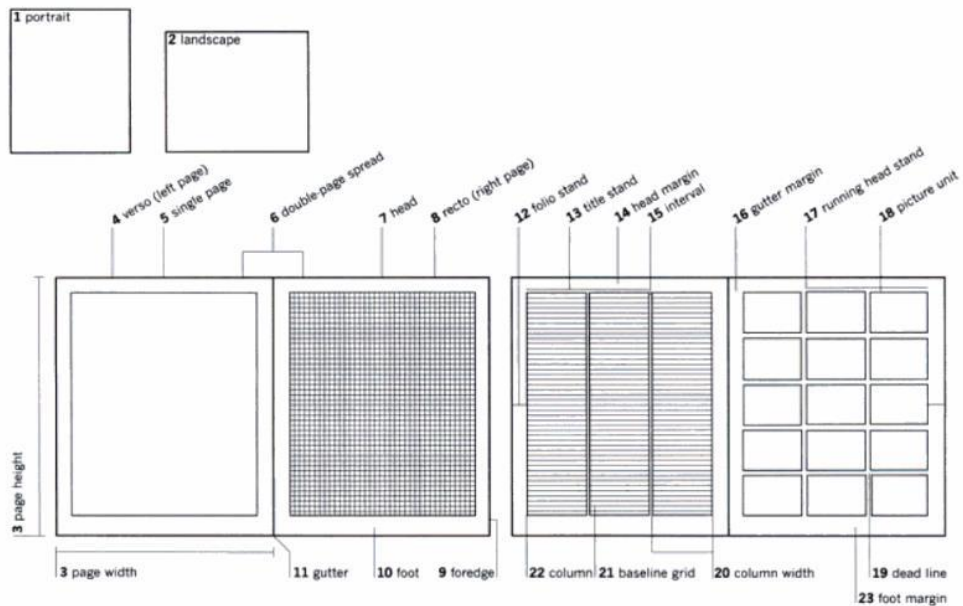 1 portrait
2 landscape
4 verso (left page)
5 single page
6 double-page spread
7 head
8 recto (right page)
12 folio stand
13 title stand
14 head margin
15 interval
16 gutter margin
17 running head stand
18 picture unit
3 page height
3 page width
11 gutter
10 foot
9 foredge
22 column
21 baseline grid
20 column width
19 dead line
23 foot margin